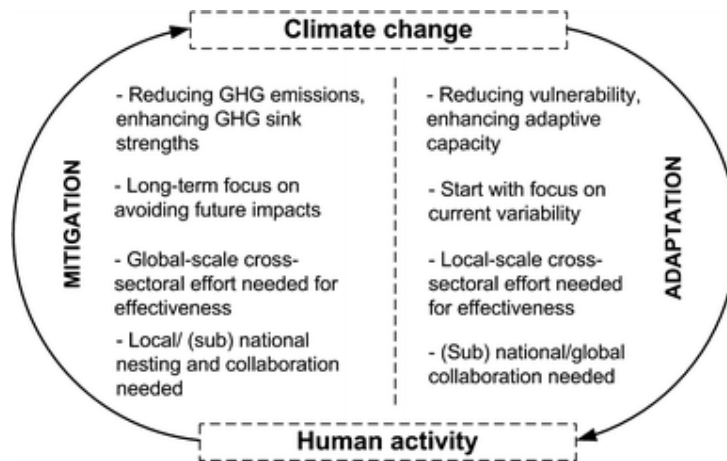 Climate change
MITIGATION
- Reducing GHG emissions,
enhancing GHG sink
strengths
- Long-term focus on
avoiding future impacts
- Global-scale cross-
sectoral effort needed for
effectiveness
- Local/ (sub) national
nesting and collaboration
needed
- Reducing vulnerability,
enhancing adaptive
capacity
- Start with focus on
current variability
- Local-scale cross-
sectoral effort needed
for effectiveness
- (Sub) national/global
collaboration needed
ADAPTATION
Human activity